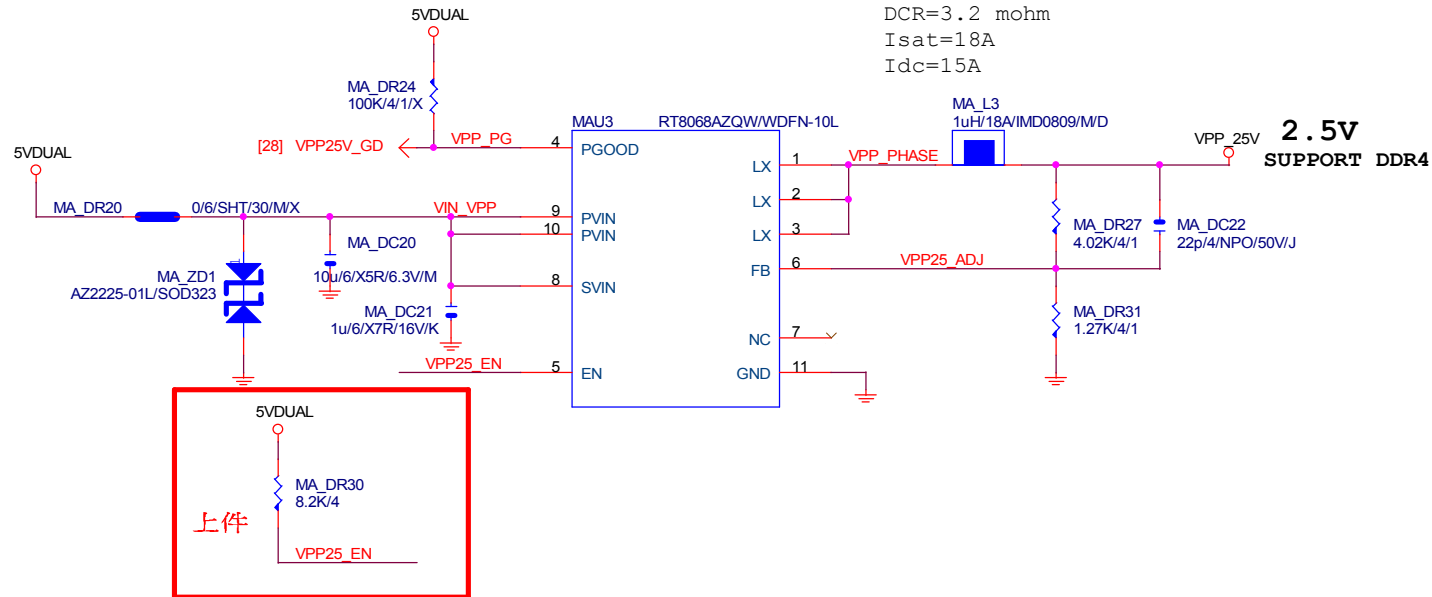 DCR=3.2 mohm
Isat=18A
Idc=15A
5VDUAL
MA_DR24
100K/4/1/X
[28] VPP25V_GD
VPP_PG
MAU3
RT8068AZQW/WDFN-10L
4
PGOOD
9
PVIN
10
PVIN
8
SVIN
5
EN
LX
1
LX
2
LX
3
FB
6
NC
7
GND
11
VPP_PHASE
MA_L3
1uH/18A/IMD0809/M/D
VPP_25V
2.5V
SUPPORT DDR4
MA_DR27
4.02K/4/1
MA_DC22
22p/4/NPO/50V/J
VPP25_ADJ
MA_DR31
1.27K/4/1
5VDUAL
MA_DR20
0/6/SHT/30/M/X
VIN_VPP
MA_ZD1
AZ2225-01L/SOD323
MA_DC20
10u/6/X5R/6.3V/M
MA_DC21
1u/6/X7R/16V/K
VPP25_EN
5VDUAL
MA_DR30
8.2K/4
上件
VPP25_EN